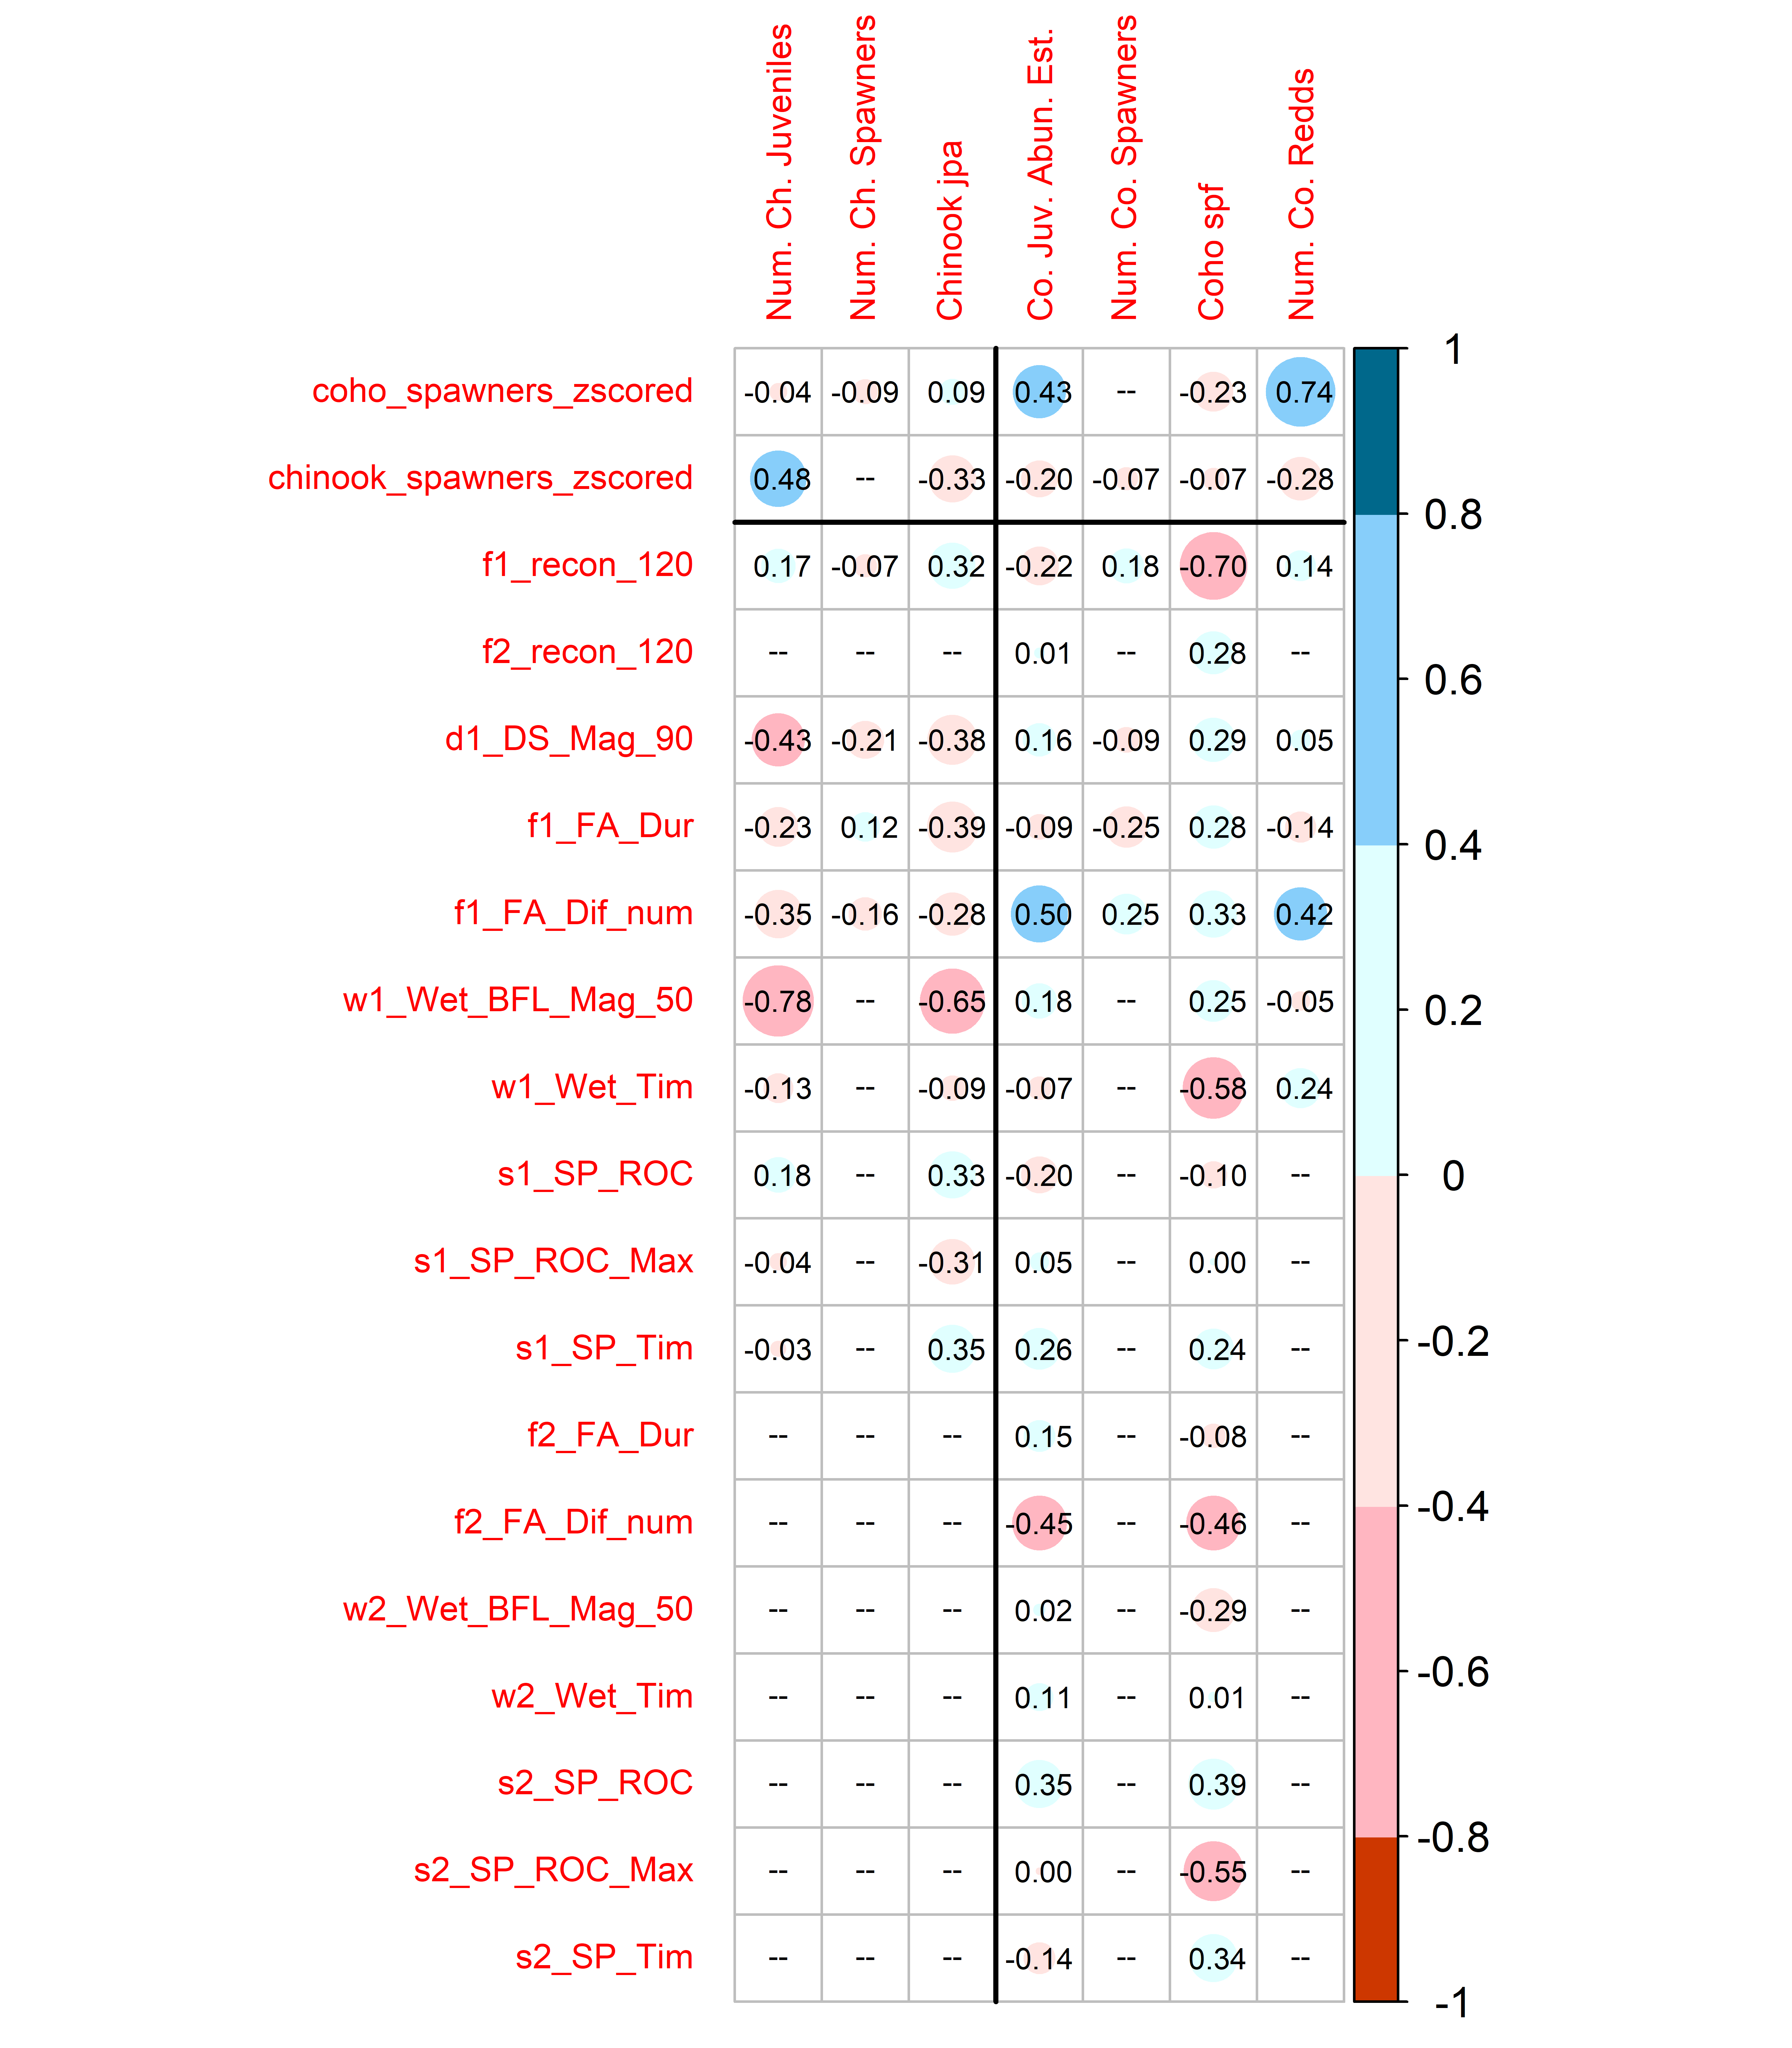 Num. Ch. Juveniles
Num. Ch. Spawners
Chinook jpa
Co. Juv. Abun. Est.
Num. Co. Spawners
Coho spf
Num. Co. Redds
coho_spawners_zscored -0.04 -0.09 0.09 0.43 -- -0.23 0.74
chinook_spawners_zscored 0.48 -- -0.33 -0.20 -0.07 -0.07 -0.28
f1_recon_120 0.17 -0.07 0.32 -0.22 0.18 -0.70 0.14
f2_recon_120 -- -- -- 0.01 -- 0.28 --
d1_DS_Mag_90 -0.43 -0.21 -0.38 0.16 -0.09 0.29 0.05
f1_FA_Dur -0.23 0.12 -0.39 -0.09 -0.25 0.28 -0.14
f1_FA_Dif_num -0.35 -0.16 -0.28 0.50 0.25 0.33 0.42
w1_Wet_BFL_Mag_50 -0.78 -- -0.65 0.18 -- 0.25 -0.05
w1_Wet_Tim -0.13 -- -0.09 -0.07 -- -0.58 0.24
s1_SP_ROC 0.18 -- 0.33 -0.20 -- -0.10 --
s1_SP_ROC_Max -0.04 -- -0.31 0.05 -- 0.00 --
s1_SP_Tim -0.03 -- 0.35 0.26 -- 0.24 --
f2_FA_Dur -- -- -- 0.15 -- -0.08 --
f2_FA_Dif_num -- -- -- -0.45 -- -0.46 --
w2_Wet_BFL_Mag_50 -- -- -- 0.02 -- -0.29 --
w2_Wet_Tim -- -- -- 0.11 -- 0.01 --
s2_SP_ROC -- -- -- 0.35 -- 0.39 --
s2_SP_ROC_Max -- -- -- 0.00 -- -0.55 --
s2_SP_Tim -- -- -- -0.14 -- 0.34 --
1
0.8
0.6
0.4
0.2
0
-0.2
-0.4
-0.6
-0.8
-1